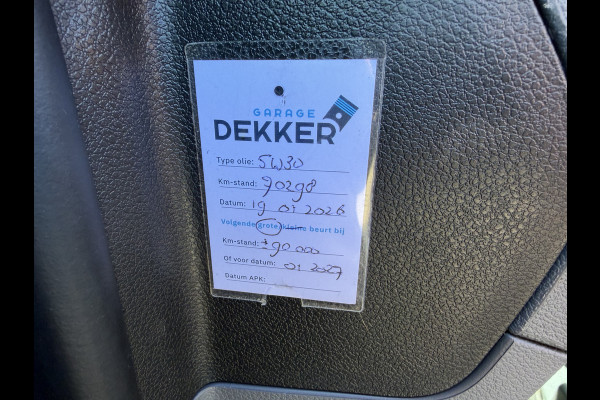 GARAGE
DEKKER
Type olie: 5W30
Km-stand: 70298
Datum: 19 01 2026
Volgende grote/kleine beurt bij
Km-stand: ± 90 000
Of voor datum: 01 2027
Datum APK: